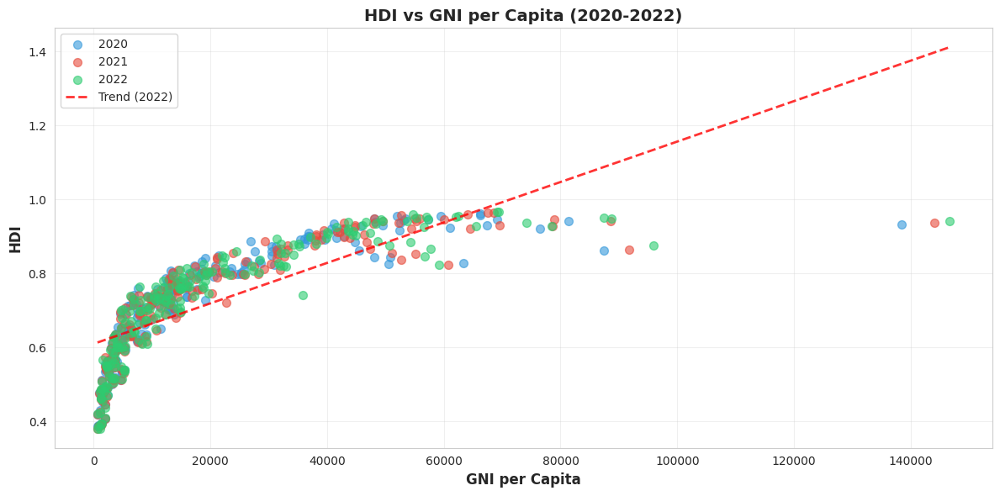 HDI vs GNI per Capita (2020-2022)
2020
2021
2022
Trend (2022)
1.4
1.2
1.0
0.8
0.6
0.4
HDI
0 20000 40000 60000 80000 100000 120000 140000
GNI per Capita